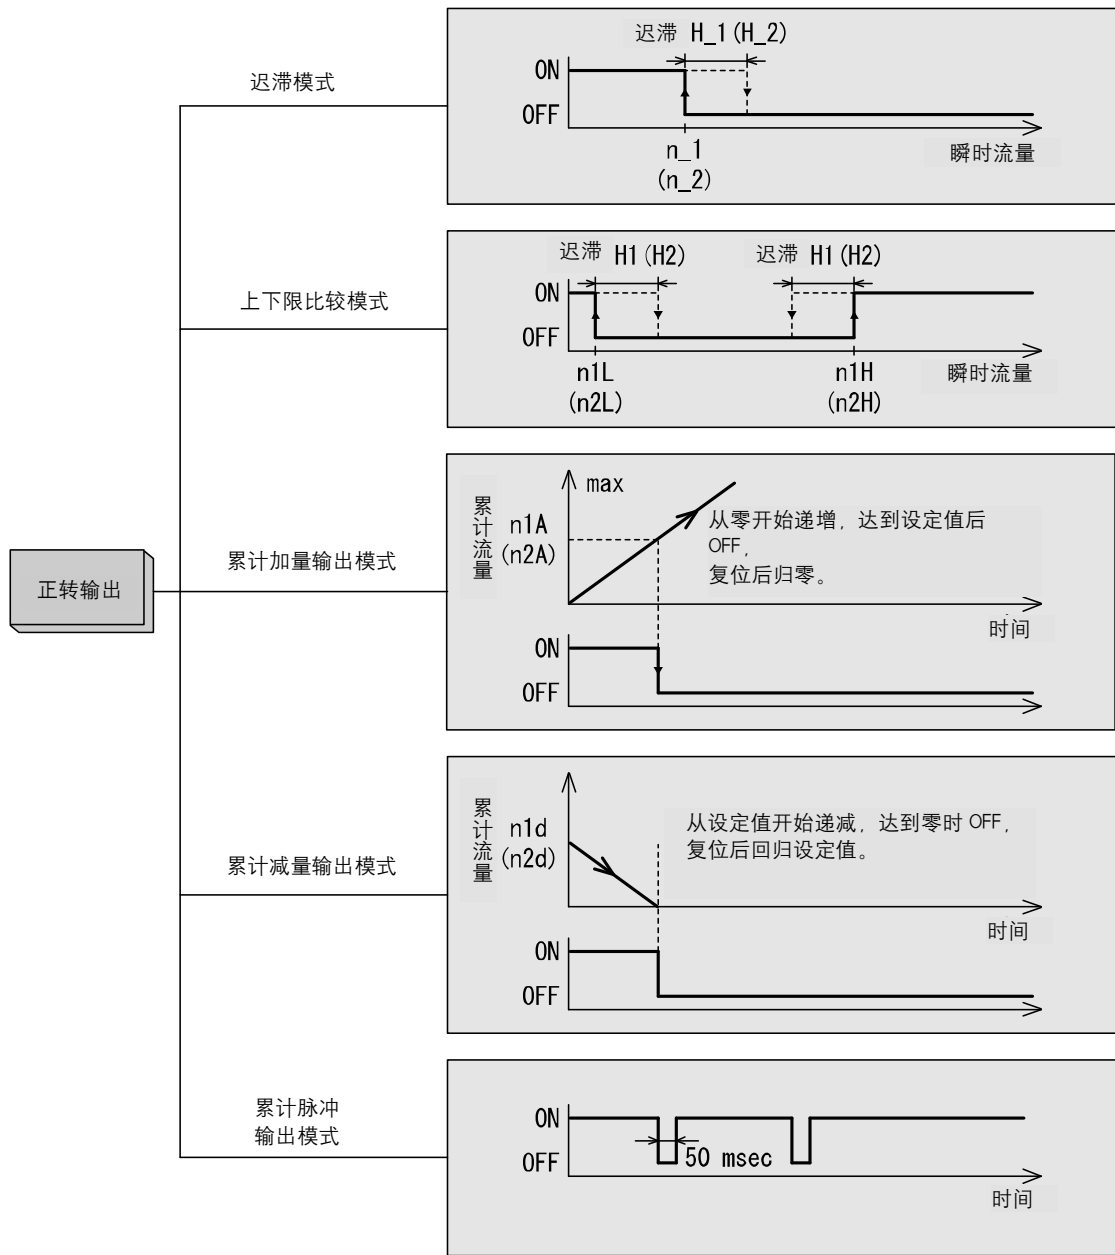 正转输出
迟滞模式
迟滞 H_1(H_2)
ON
OFF
n_1
(n_2)
瞬时流量
上下限比较模式
迟滞 H1(H2)
迟滞 H1(H2)
ON
OFF
n1L
(n2L)
n1H
(n2H)
瞬时流量
累计加量输出模式
累计流量
max
n1A
(n2A)
从零开始递增，达到设定值后
OFF，
复位后归零。
时间
ON
OFF
累计减量输出模式
累计流量
n1d
(n2d)
从设定值开始递减，达到零时 OFF，
复位后回归设定值。
时间
ON
OFF
累计脉冲
输出模式
ON
OFF
50 msec
时间